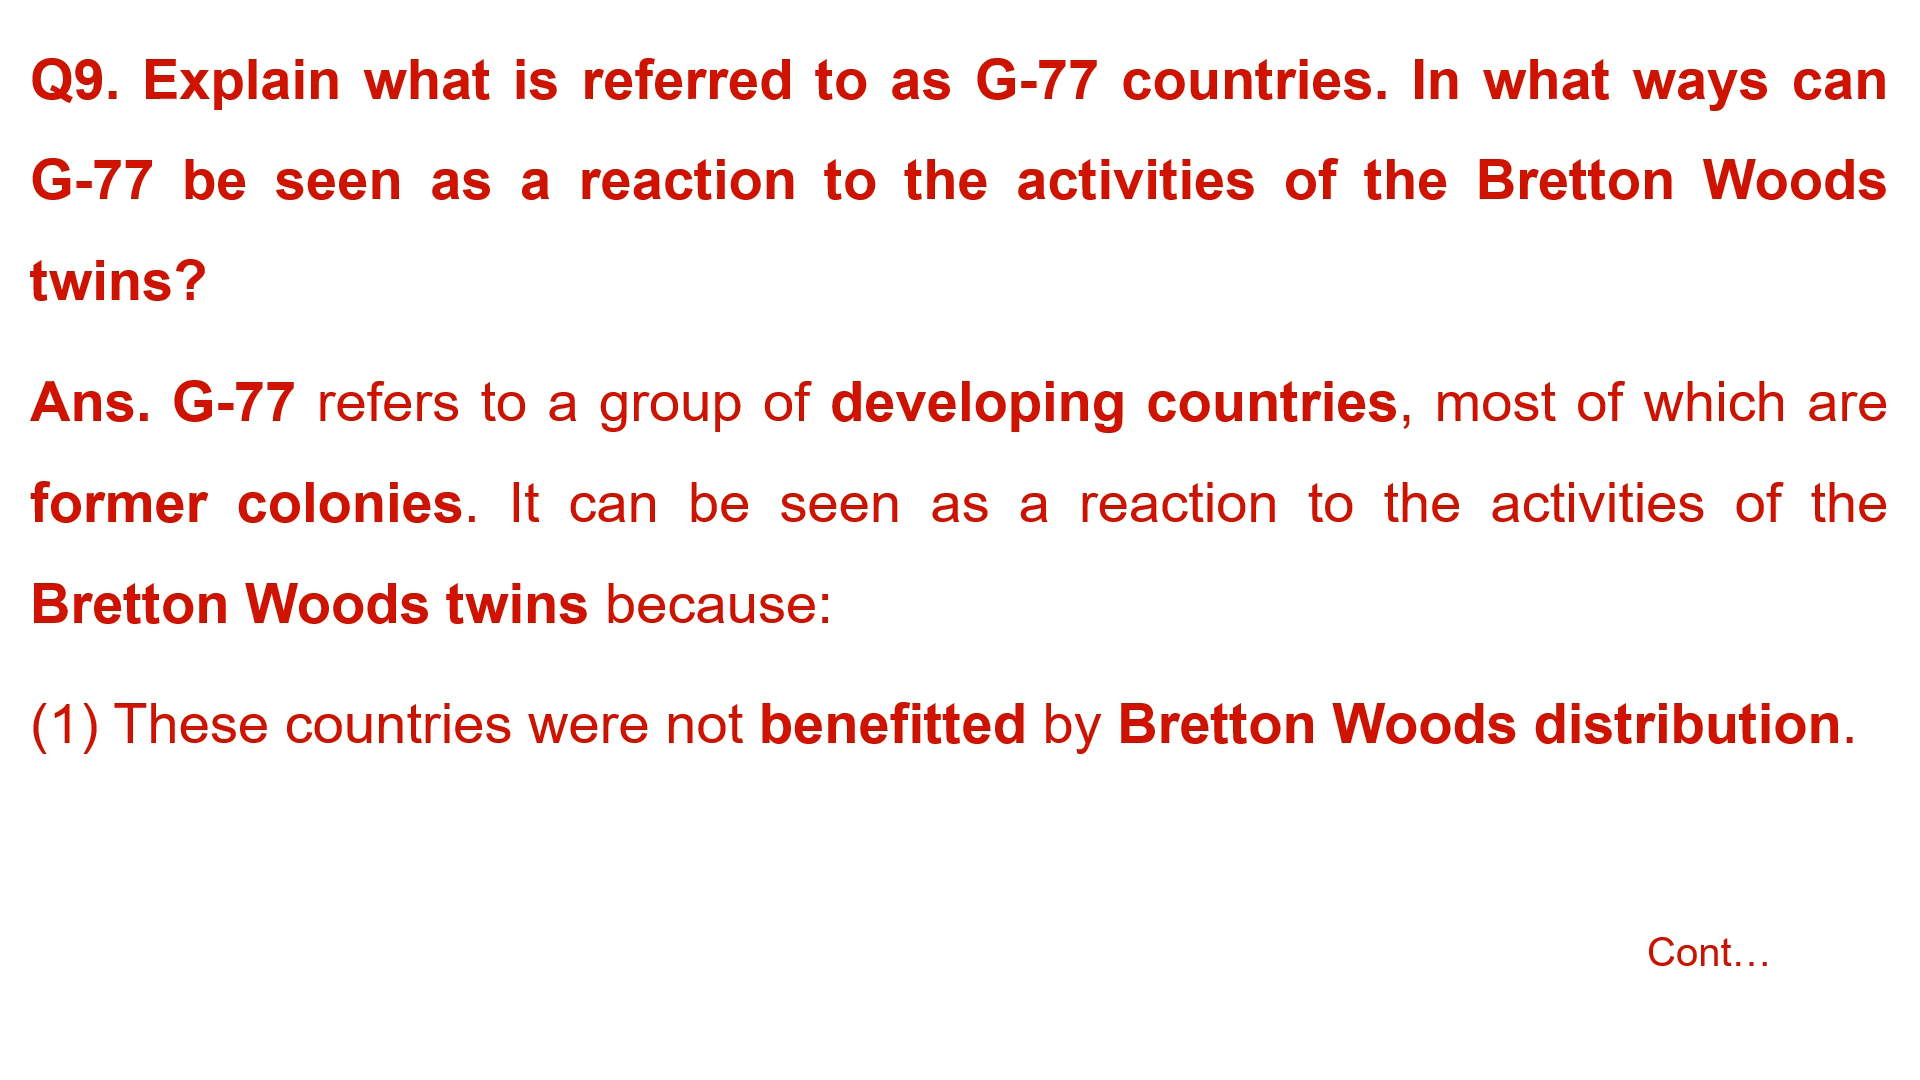 Q9. Explain what is referred to as G-77 countries. In what ways can
G-77 be seen as a reaction to the activities of the Bretton Woods
twins?
Ans. G-77 refers to a group of developing countries, most of which are
former colonies. It can be seen as a reaction to the activities of the
Bretton Woods twins because:
(1) These countries were not benefitted by Bretton Woods distribution.
Cont…